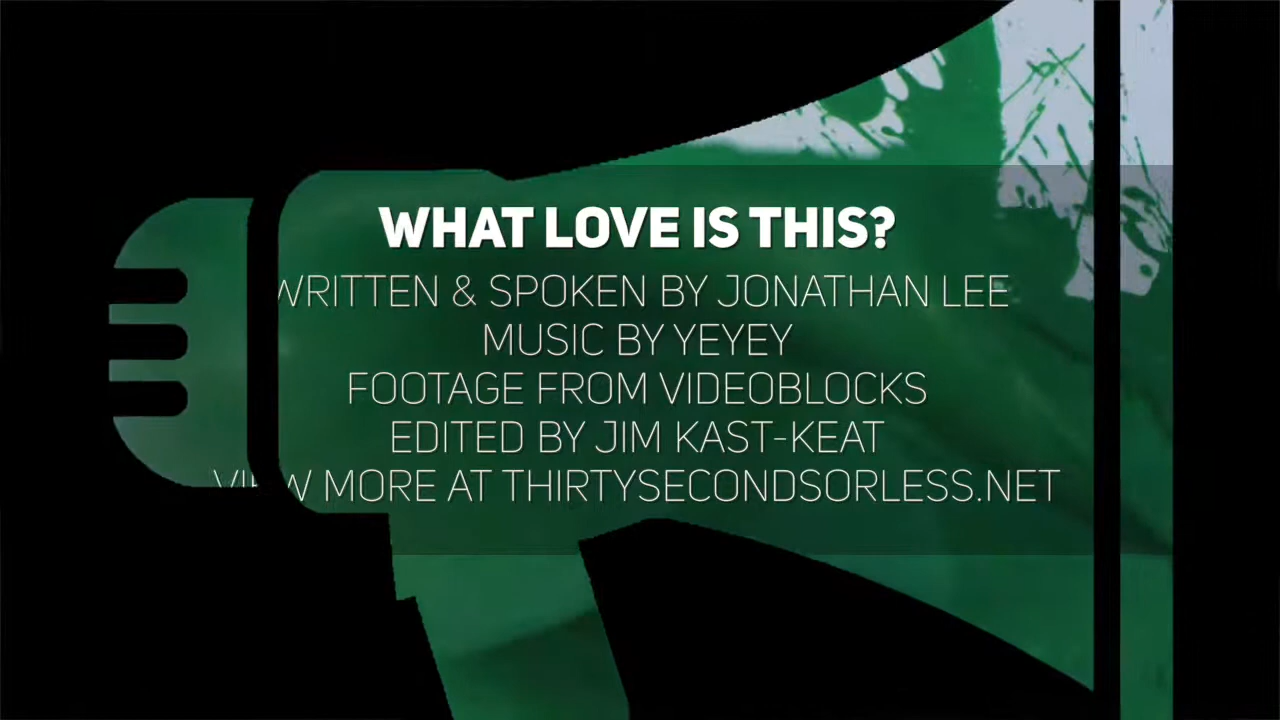 WHAT LOVE IS THIS?
WRITTEN & SPOKEN BY JONATHAN LEE
MUSIC BY YEYEY
FOOTAGE FROM VIDEOBLOCKS
EDITED BY JIM KAST-KEAT
VIEW MORE AT THIRTYSECONDSORLESS.NET